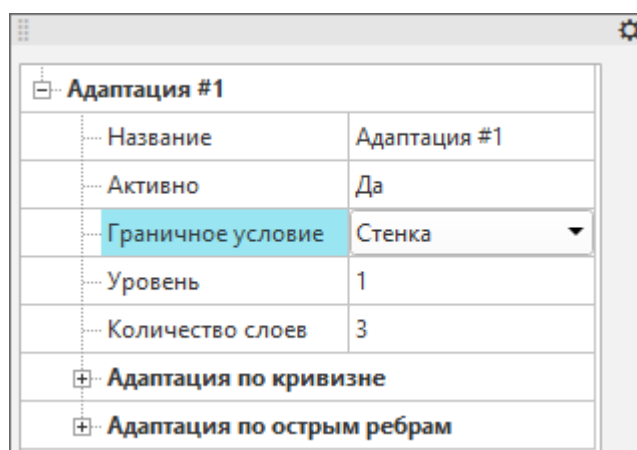 Адаптация #1
Название Адаптация #1
Активно Да
Граничное условие Стенка
Уровень 1
Количество слоев 3
Адаптация по кривизне
Адаптация по острым ребрам